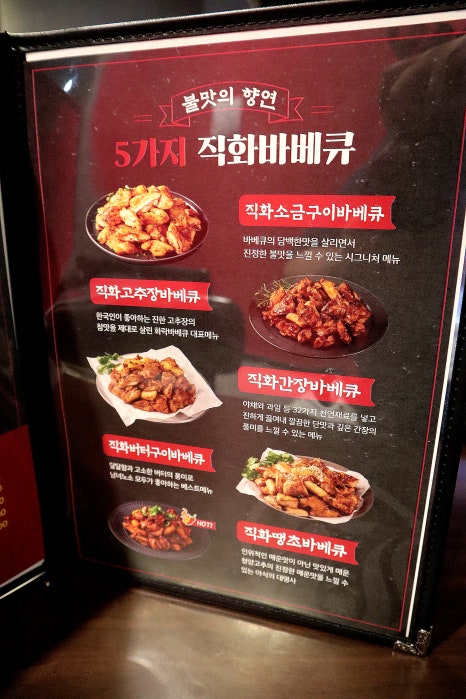 불맛의 향연
5가지 직화바베큐
직화소금구이바베큐
바베큐의 담백한맛을 살리면서
진정한 불맛을 느낄 수 있는 시그니처 메뉴
직화고추장바베큐
한국인이 좋아하는 진한 고추장의
참맛을 제대로 살린 화락바베큐 대표메뉴
직화간장바베큐
야채와 과일 등 32가지 천연재료를 넣고
진하게 끓여내 깔끔한 단맛과 깊은 간장의
풍미를 느낄 수 있는 메뉴
직화버터구이바베큐
달달함과 고소한 버터의 풍미로
남녀노소 모두가 좋아하는 베스트메뉴
HOT!
직화땡초바베큐
인위적인 매운맛이 아닌 맛있게 매운
청양고추의 진정한 매운맛을 느낄 수
있는 야식의 대명사